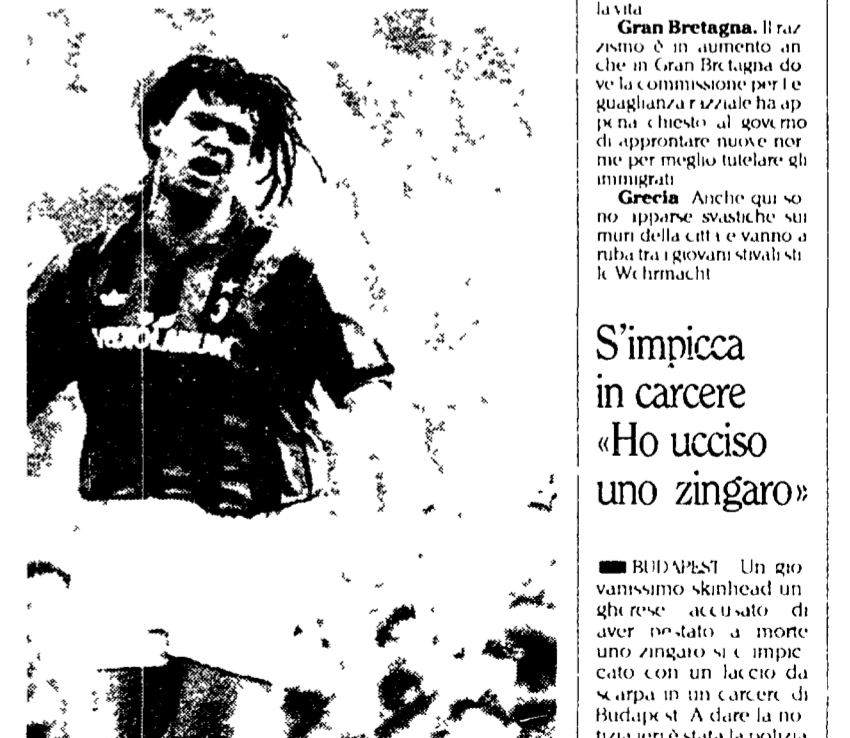 MEDIOLANUM
la vita
Gran Bretagna. Il raz
zismo è in aumento an
che in Gran Bretagna do
ve la commissione per l e
guaglianza razziale ha ap
pena chiesto al governo
di approntare nuove nor
me per meglio tutelare gli
immigrati
Grecia Anche qui so
no apparse svastiche sui
muri della città e vanno a
ruba tra i giovani stivali sti
le Wehrmacht
S'impicca
in carcere
«Ho ucciso
uno zingaro»
BUDAPEST Un gio
vanissimo skinhead un
gherese accusato di
aver pestato a morte
uno zingaro si è impic
cato con un laccio da
scarpa in un carcere di
Budapest A dare la no
tizia ieri è stata la polizia